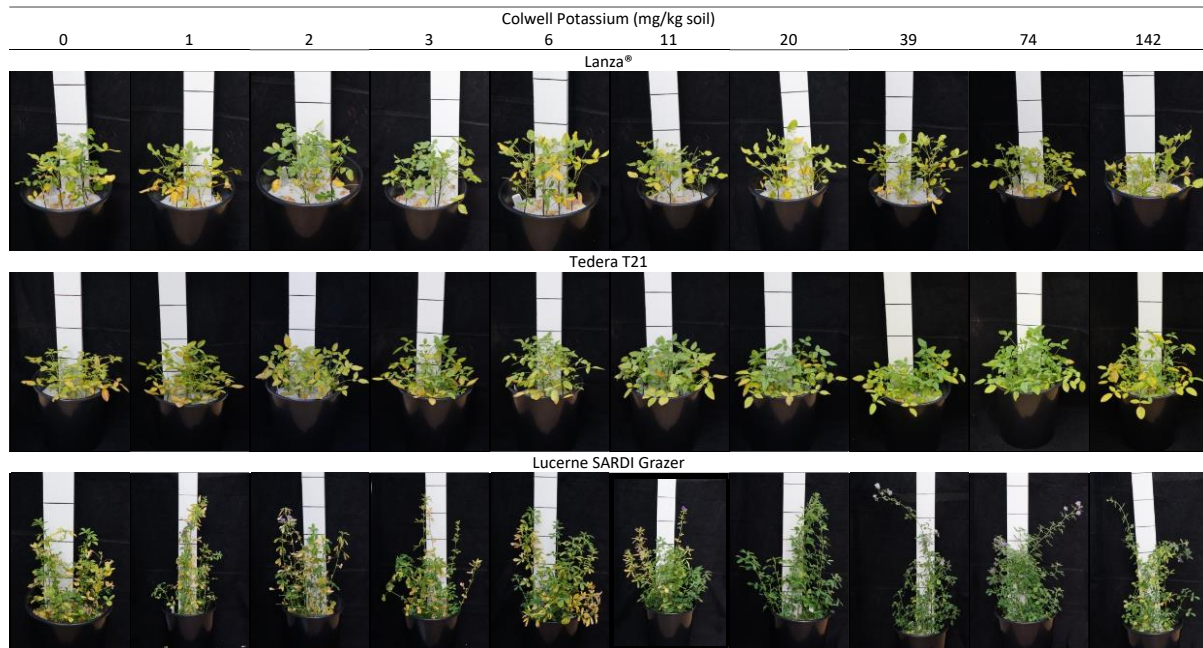 Colwell Potassium (mg/kg soil)
0 1 2 3 6 11 20 39 74 142
Lanza®
Tedera T21
Lucerne SARDI Grazer